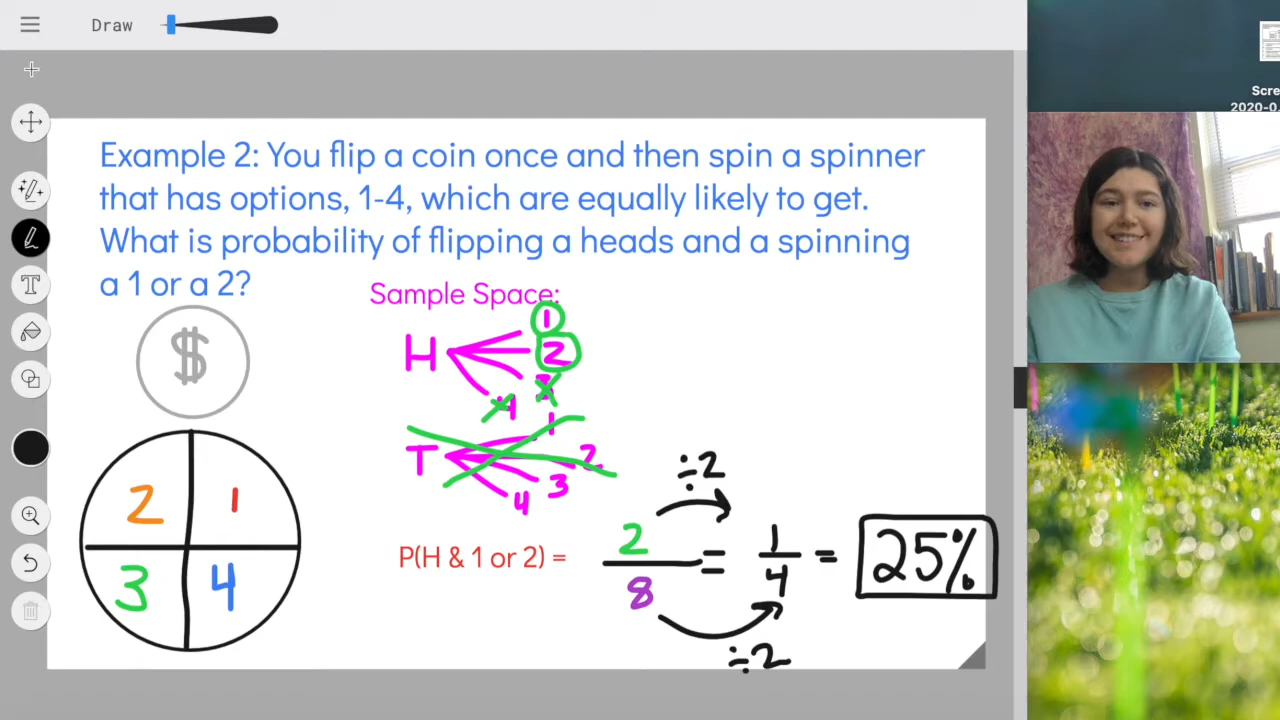 Draw
Scre
2020-0.
Example 2: You flip a coin once and then spin a spinner
that has options, 1-4, which are equally likely to get.
What is probability of flipping a heads and a spinning
a 1 or a 2?
Sample Space:
$
H
1
2
3
4
T
1
2
3
4
2 1
3 4
P(H & 1 or 2) =
2
8
= 1
4
= 25%
÷2
÷2
T